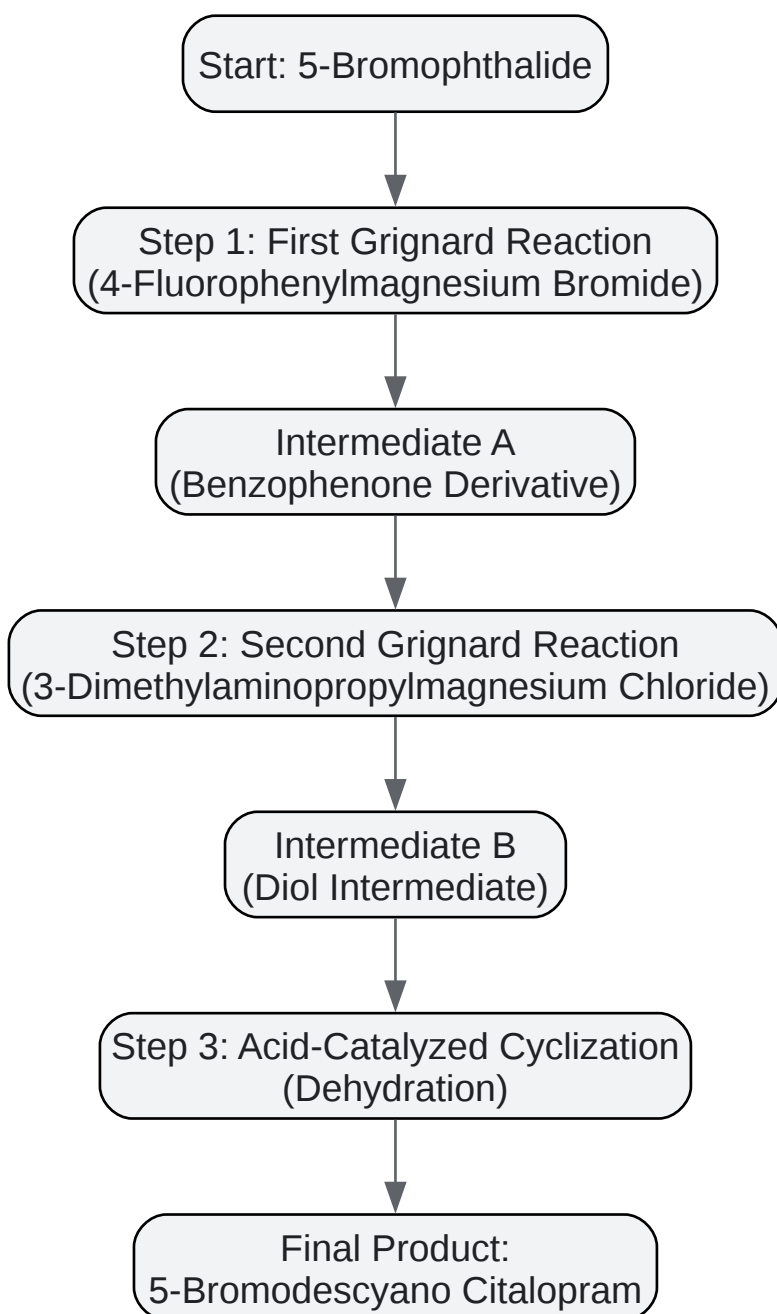 Start: 5-Bromophthalide
Step 1: First Grignard Reaction
(4-Fluorophenylmagnesium Bromide)
Intermediate A
(Benzophenone Derivative)
Step 2: Second Grignard Reaction
(3-Dimethylaminopropylmagnesium Chloride)
Intermediate B
(Diol Intermediate)
Step 3: Acid-Catalyzed Cyclization
(Dehydration)
Final Product:
5-Bromodescyano Citalopram